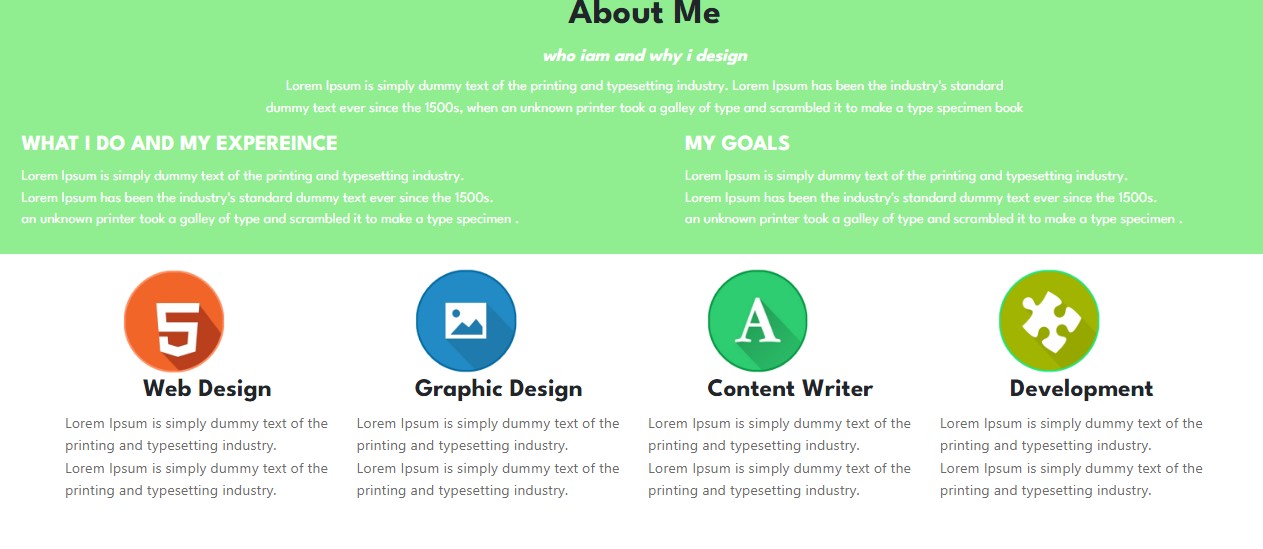 About Me
who iam and why i design
Lorem Ipsum is simply dummy text of the printing and typesetting industry. Lorem Ipsum has been the industry's standard
dummy text ever since the 1500s, when an unknown printer took a galley of type and scrambled it to make a type specimen book
WHAT I DO AND MY EXPEREINCE
Lorem Ipsum is simply dummy text of the printing and typesetting industry.
Lorem Ipsum has been the industry's standard dummy text ever since the 1500s.
an unknown printer took a galley of type and scrambled it to make a type specimen .
MY GOALS
Lorem Ipsum is simply dummy text of the printing and typesetting industry.
Lorem Ipsum has been the industry's standard dummy text ever since the 1500s.
an unknown printer took a galley of type and scrambled it to make a type specimen .
5
Web Design
Lorem Ipsum is simply dummy text of the
printing and typesetting industry.
Lorem Ipsum is simply dummy text of the
printing and typesetting industry.
Graphic Design
Lorem Ipsum is simply dummy text of the
printing and typesetting industry.
Lorem Ipsum is simply dummy text of the
printing and typesetting industry.
A
Content Writer
Lorem Ipsum is simply dummy text of the
printing and typesetting industry.
Lorem Ipsum is simply dummy text of the
printing and typesetting industry.
Development
Lorem Ipsum is simply dummy text of the
printing and typesetting industry.
Lorem Ipsum is simply dummy text of the
printing and typesetting industry.